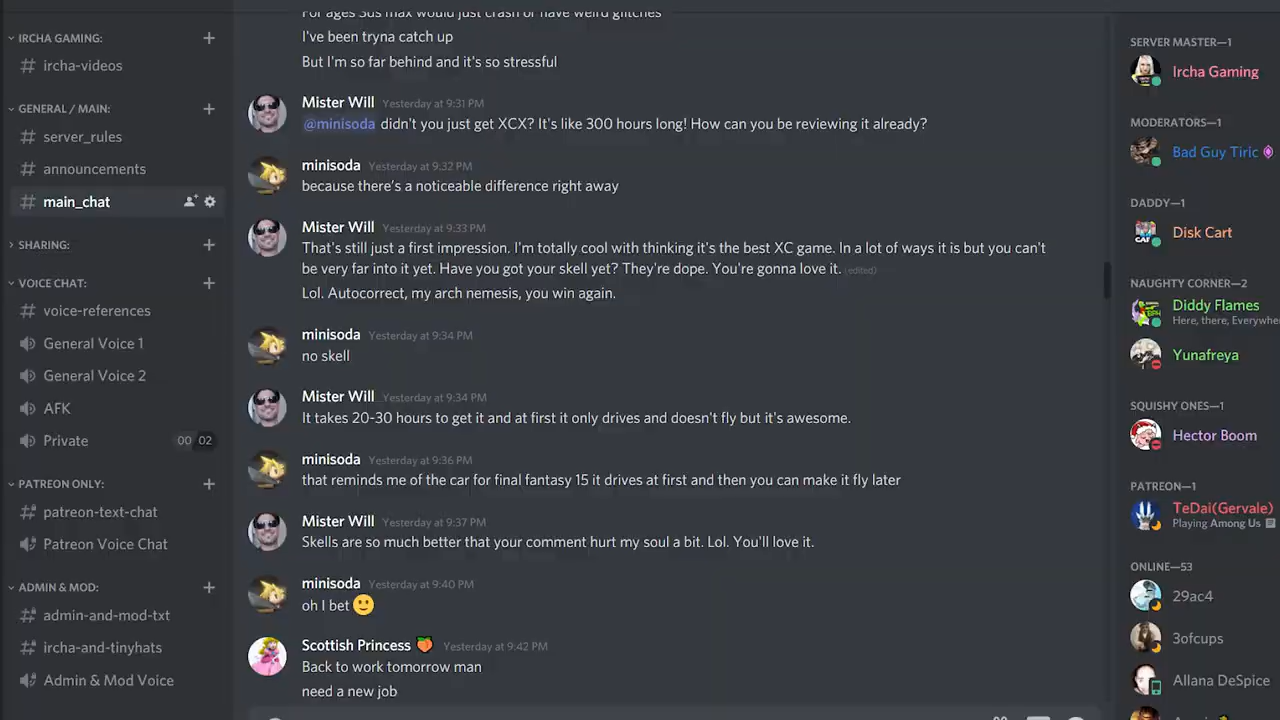 IRCHA GAMING:
ircha-videos
GENERAL / MAIN:
server_rules
announcements
main_chat
SHARING:
VOICE CHAT:
voice-references
General Voice 1
General Voice 2
AFK
Private 00 02
PATREON ONLY:
patreon-text-chat
Patreon Voice Chat
ADMIN & MOD:
admin-and-mod-txt
ircha-and-tinyhats
Admin & Mod Voice
For ages 3ds max would just crash or have weird glitches
I've been tryna catch up
But I'm so far behind and it's so stressful
Mister Will Yesterday at 9:31 PM
@minisoda didn't you just get XCX? It's like 300 hours long! How can you be reviewing it already?
minisoda Yesterday at 9:32 PM
because there's a noticeable difference right away
Mister Will Yesterday at 9:33 PM
That's still just a first impression. I'm totally cool with thinking it's the best XC game. In a lot of ways it is but you can't
be very far into it yet. Have you got your skell yet? They're dope. You're gonna love it. (edited)
Lol. Autocorrect, my arch nemesis, you win again.
minisoda Yesterday at 9:34 PM
no skell
Mister Will Yesterday at 9:34 PM
It takes 20-30 hours to get it and at first it only drives and doesn't fly but it's awesome.
minisoda Yesterday at 9:36 PM
that reminds me of the car for final fantasy 15 it drives at first and then you can make it fly later
Mister Will Yesterday at 9:37 PM
Skells are so much better that your comment hurt my soul a bit. Lol. You'll love it.
minisoda Yesterday at 9:40 PM
oh I bet 🙂
Scottish Princess 🍑 Yesterday at 9:42 PM
Back to work tomorrow man
need a new job
SERVER MASTER—1
Ircha Gaming
MODERATORS—1
Bad Guy Tiric
DADDY—1
Disk Cart
NAUGHTY CORNER—2
Diddy Flames
Here, there, Everywhe
Yunafreya
SQUISHY ONES—1
Hector Boom
PATREON—1
TeDai(Gervale)
Playing Among Us
ONLINE—53
29ac4
3ofcups
Allana DeSpice